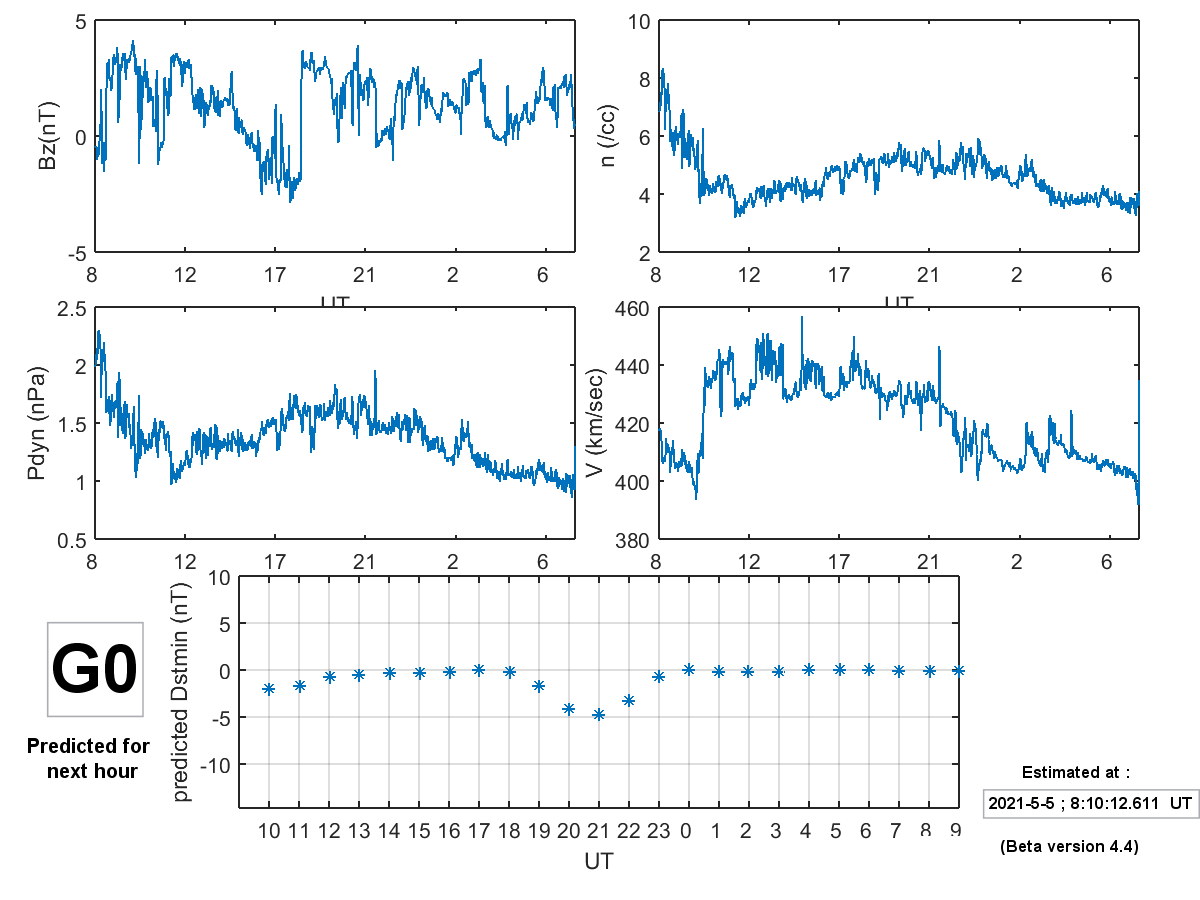 5
0
-5
Bz(nT)
8 12 17 21 2 6
UT
10
8
6
4
2
n (/cc)
8 12 17 21 2 6
UT
2.5
2
1.5
1
0.5
Pdyn (nPa)
8 12 17 21 2 6
460
440
420
400
380
V (km/sec)
8 12 17 21 2 6
10
5
0
-5
-10
predicted Dstmin (nT)
10 11 12 13 14 15 16 17 18 19 20 21 22 23 0 1 2 3 4 5 6 7 8 9
UT
G0
Predicted for
next hour
Estimated at :
2021-5-5 ; 8:10:12.611 UT
(Beta version 4.4)